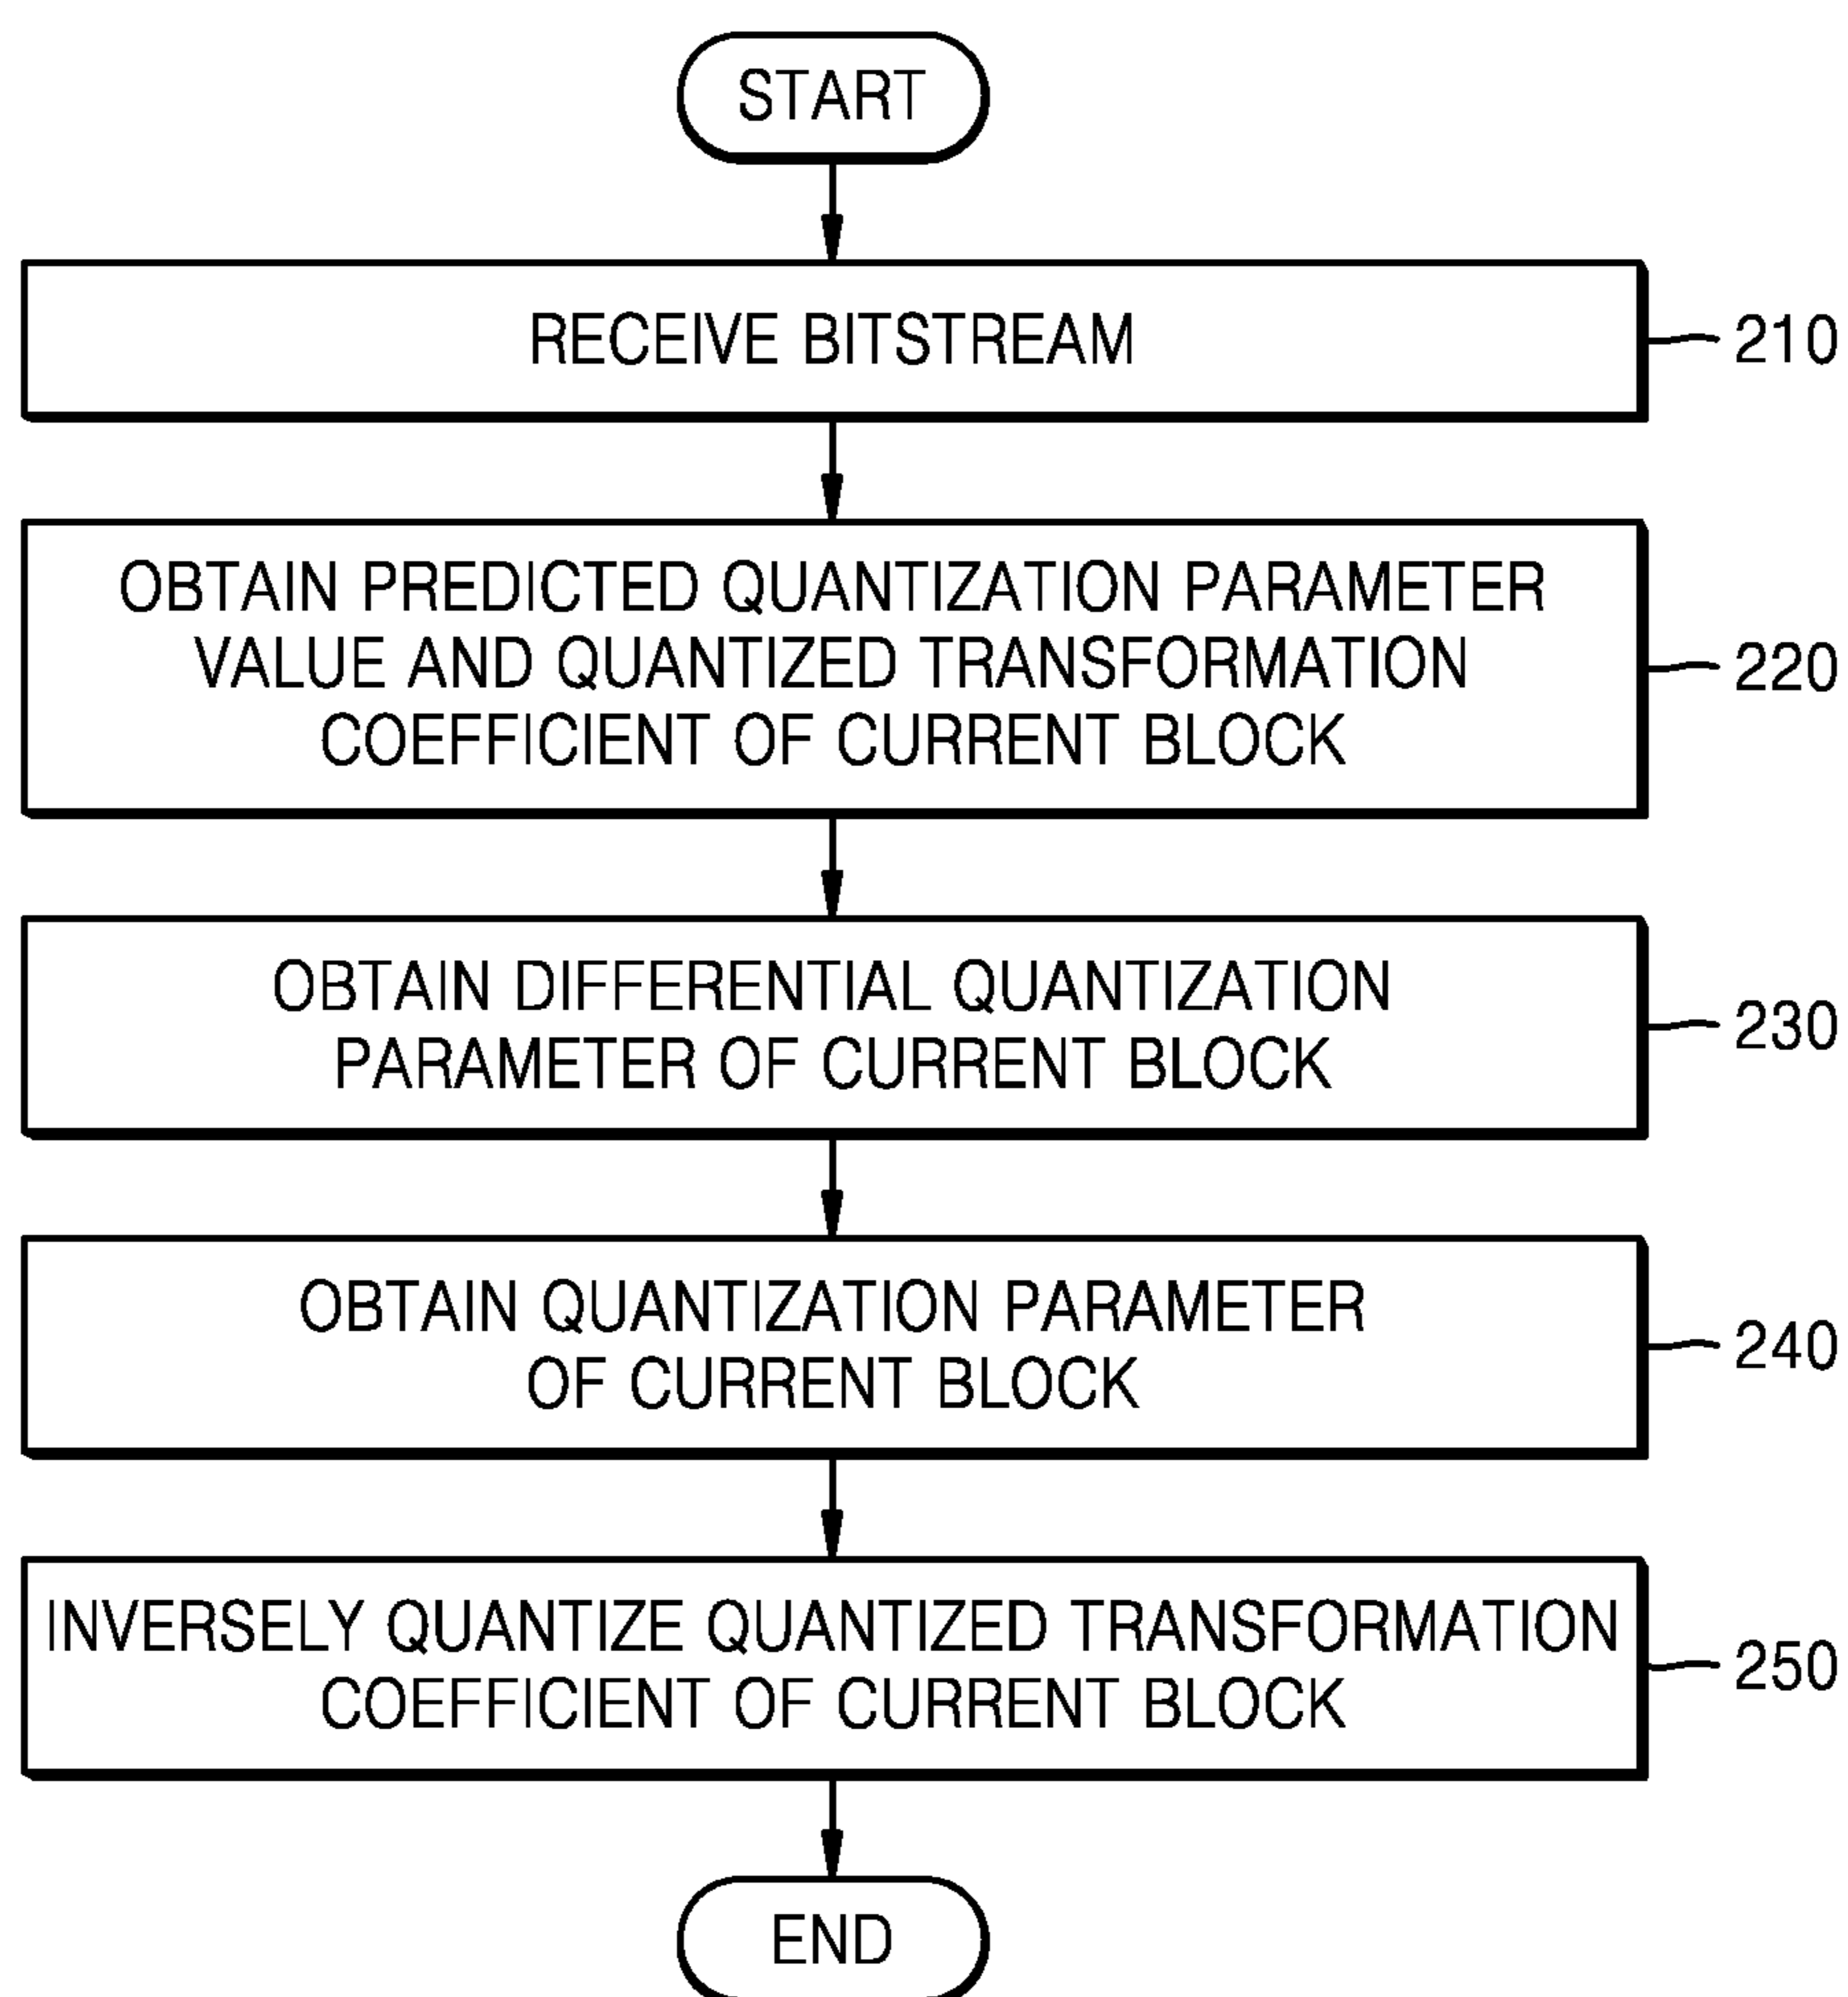 START
RECEIVE BITSTREAM
210
OBTAIN PREDICTED QUANTIZATION PARAMETER
VALUE AND QUANTIZED TRANSFORMATION
COEFFICIENT OF CURRENT BLOCK
220
OBTAIN DIFFERENTIAL QUANTIZATION
PARAMETER OF CURRENT BLOCK
230
OBTAIN QUANTIZATION PARAMETER
OF CURRENT BLOCK
240
INVERSELY QUANTIZE QUANTIZED TRANSFORMATION
COEFFICIENT OF CURRENT BLOCK
250
END